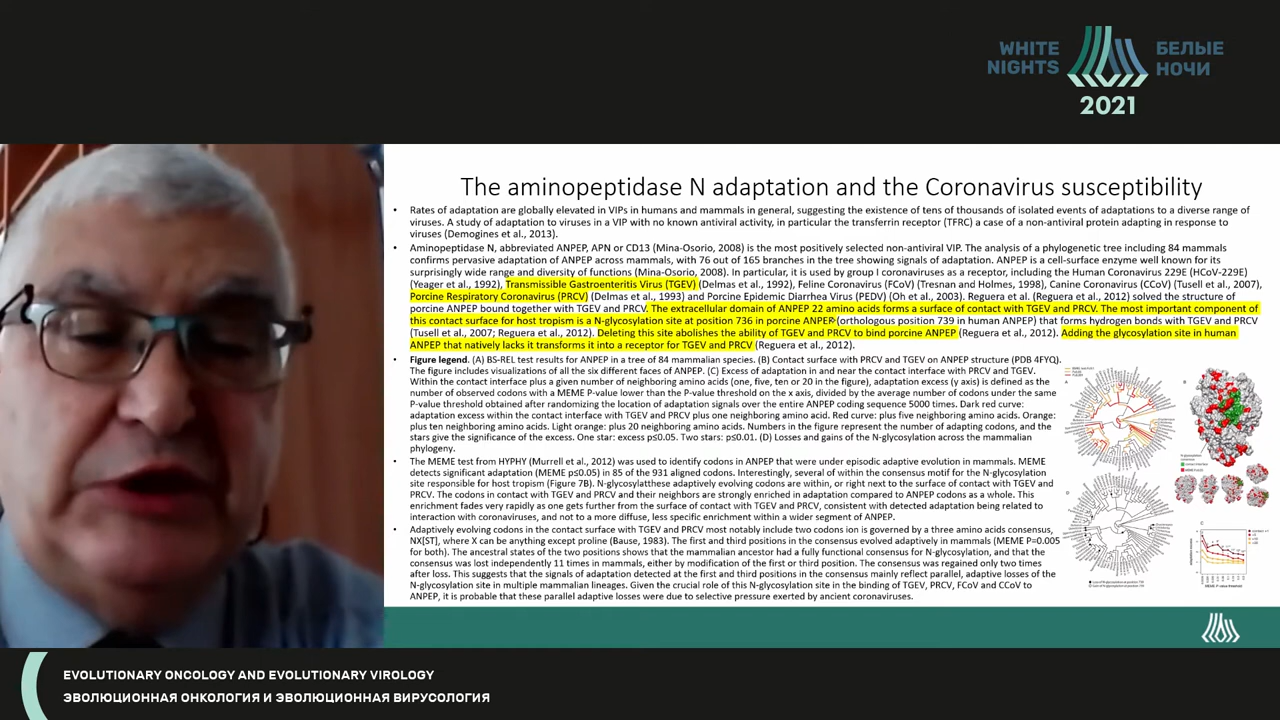 WHITE
NIGHTS
БЕЛЫЕ
НОЧИ
2021
The aminopeptidase N adaptation and the Coronavirus susceptibility
• Rates of adaptation are globally elevated in VIPs in humans and mammals in general, suggesting the existence of tens of thousands of isolated events of adaptations to a diverse range of
viruses. A study of adaptation to viruses in a VIP with no known antiviral activity, in particular the transferrin receptor (TFRC) a case of a non-antiviral protein adapting in response to
viruses (Demogines et al., 2013).
• Aminopeptidase N, abbreviated ANPEP, APN or CD13 (Mina-Osorio, 2008) is the most positively selected non-antiviral VIP. The analysis of a phylogenetic tree including 84 mammals
confirms pervasive adaptation of ANPEP across mammals, with 76 out of 165 branches in the tree showing signals of adaptation. ANPEP is a cell-surface enzyme well known for its
surprisingly wide range and diversity of functions (Mina-Osorio, 2008). In particular, it is used by group I coronaviruses as a receptor, including the Human Coronavirus 229E (HCoV-229E)
(Yeager et al., 1992), Transmissible Gastroenteritis Virus (TGEV) (Delmas et al., 1992), Feline Coronavirus (FCoV) (Tresnan and Holmes, 1998), Canine Coronavirus (CCoV) (Tusell et al., 2007),
Porcine Respiratory Coronavirus (PRCV) (Delmas et al., 1993) and Porcine Epidemic Diarrhea Virus (PEDV) (Oh et al., 2003). Reguera et al. (Reguera et al., 2012) solved the structure of
porcine ANPEP bound together with TGEV and PRCV. The extracellular domain of ANPEP 22 amino acids forms a surface of contact with TGEV and PRCV. The most important component of
this contact surface for host tropism is a N-glycosylation site at position 736 in porcine ANPEP (orthologous position 739 in human ANPEP) that forms hydrogen bonds with TGEV and PRCV
(Tusell et al., 2007; Reguera et al., 2012). Deleting this site abolishes the ability of TGEV and PRCV to bind porcine ANPEP (Reguera et al., 2012). Adding the glycosylation site in human
ANPEP that natively lacks it transforms it into a receptor for TGEV and PRCV (Reguera et al., 2012).
• Figure legend. (A) BS-REL test results for ANPEP in a tree of 84 mammalian species. (B) Contact surface with PRCV and TGEV on ANPEP structure (PDB 4FYQ).
The figure includes visualizations of all the six different faces of ANPEP. (C) Excess of adaptation in and near the contact interface with PRCV and TGEV.
Within the contact interface plus a given number of neighboring amino acids (one, five, ten or 20 in the figure), adaptation excess (y axis) is defined as the
number of observed codons with a MEME P-value lower than the P-value threshold on the x axis, divided by the average number of codons under the same
P-value threshold obtained after randomizing the location of adaptation signals over the entire ANPEP coding sequence 5000 times. Dark red curve:
adaptation excess within the contact interface with TGEV and PRCV plus one neighboring amino acid. Red curve: plus five neighboring amino acids. Orange:
plus ten neighboring amino acids. Light orange: plus 20 neighboring amino acids. Numbers in the figure represent the number of adapting codons, and the
stars give the significance of the excess. One star: excess p≤0.05. Two stars: p≤0.01. (D) Losses and gains of the N-glycosylation across the mammalian
phylogeny.
• The MEME test from HYPHY (Murrell et al., 2012) was used to identify codons in ANPEP that were under episodic adaptive evolution in mammals. MEME
detects significant adaptation (MEME p≤0.05) in 85 of the 931 aligned codons. Interestingly, several of within the consensus motif for the N-glycosylation
site responsible for host tropism (Figure 7B). N-glycosylatthese adaptively evolving codons are within, or right next to the surface of contact with TGEV and
PRCV. The codons in contact with TGEV and PRCV and their neighbors are strongly enriched in adaptation compared to ANPEP codons as a whole. This
enrichment fades very rapidly as one gets further from the surface of contact with TGEV and PRCV, consistent with detected adaptation being related to
interaction with coronaviruses, and not to a more diffuse, less specific enrichment within a wider segment of ANPEP.
• Adaptively evolving codons in the contact surface with TGEV and PRCV most notably include two codons ion is governed by a three amino acids consensus,
NX[ST], where X can be anything except proline (Bause, 1983). The first and third positions in the consensus evolved adaptively in mammals (MEME P=0.005
for both). The ancestral states of the two positions shows that the mammalian ancestor had a fully functional consensus for N-glycosylation, and that the
consensus was lost independently 11 times in mammals, either by modification of the first or third position. The consensus was regained only two times
after loss. This suggests that the signals of adaptation detected at the first and third positions in the consensus mainly reflect parallel, adaptive losses of the
N-glycosylation site in multiple mammalian lineages. Given the crucial role of this N-glycosylation site in the binding of TGEV, PRCV, FCoV and CCoV to
ANPEP, it is probable that these parallel adaptive losses were due to selective pressure exerted by ancient coronaviruses.
A
B
D
C
EVOLUTIONARY ONCOLOGY AND EVOLUTIONARY VIROLOGY
ЭВОЛЮЦИОННАЯ ОНКОЛОГИЯ И ЭВОЛЮЦИОННАЯ ВИРУСОЛОГИЯ